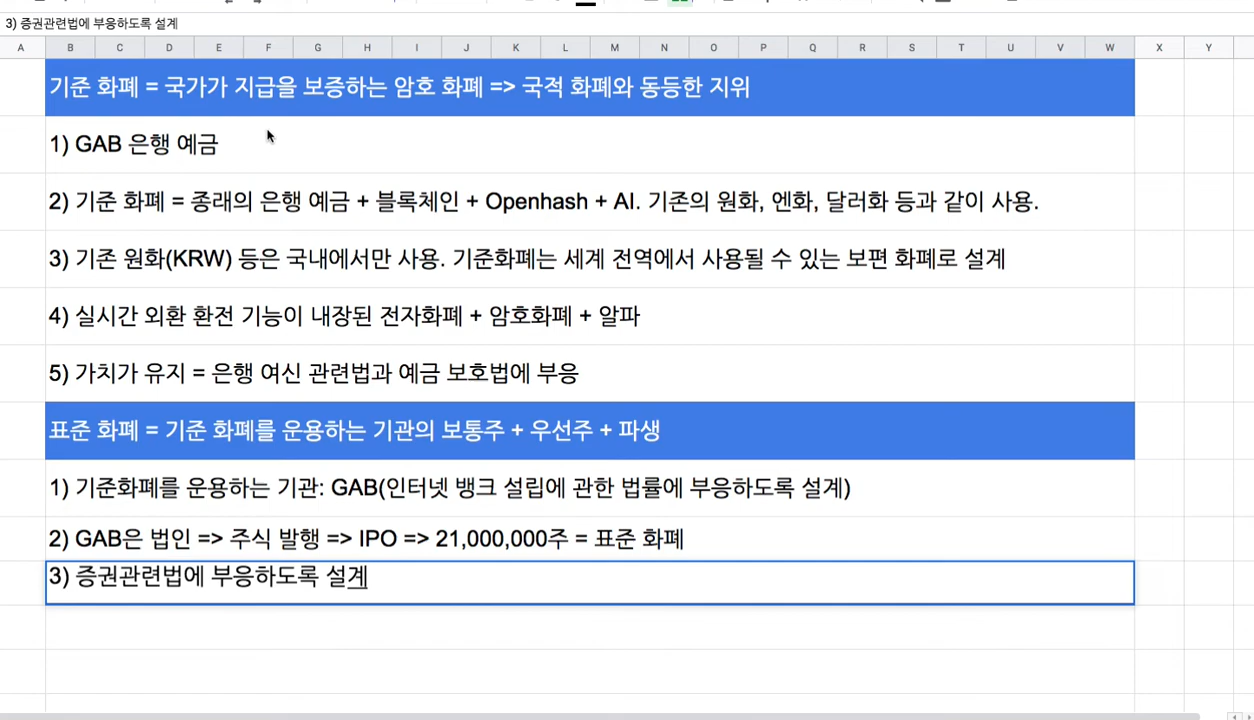 3) 증권관련법에 부응하도록 설계
A B C D E F G H I J K L M N O P Q R S T U V W X Y
기준 화폐 = 국가가 지급을 보증하는 암호 화폐 => 국적 화폐와 동등한 지위
1) GAB 은행 예금
2) 기준 화폐 = 종래의 은행 예금 + 블록체인 + Openhash + AI. 기존의 원화, 엔화, 달러화 등과 같이 사용.
3) 기존 원화(KRW) 등은 국내에서만 사용. 기준화폐는 세계 전역에서 사용될 수 있는 보편 화폐로 설계
4) 실시간 외환 환전 기능이 내장된 전자화폐 + 암호화폐 + 알파
5) 가치가 유지 = 은행 여신 관련법과 예금 보호법에 부응
표준 화폐 = 기준 화폐를 운용하는 기관의 보통주 + 우선주 + 파생
1) 기준화폐를 운용하는 기관: GAB(인터넷 뱅크 설립에 관한 법률에 부응하도록 설계)
2) GAB은 법인 => 주식 발행 => IPO => 21,000,000주 = 표준 화폐
3) 증권관련법에 부응하도록 설계